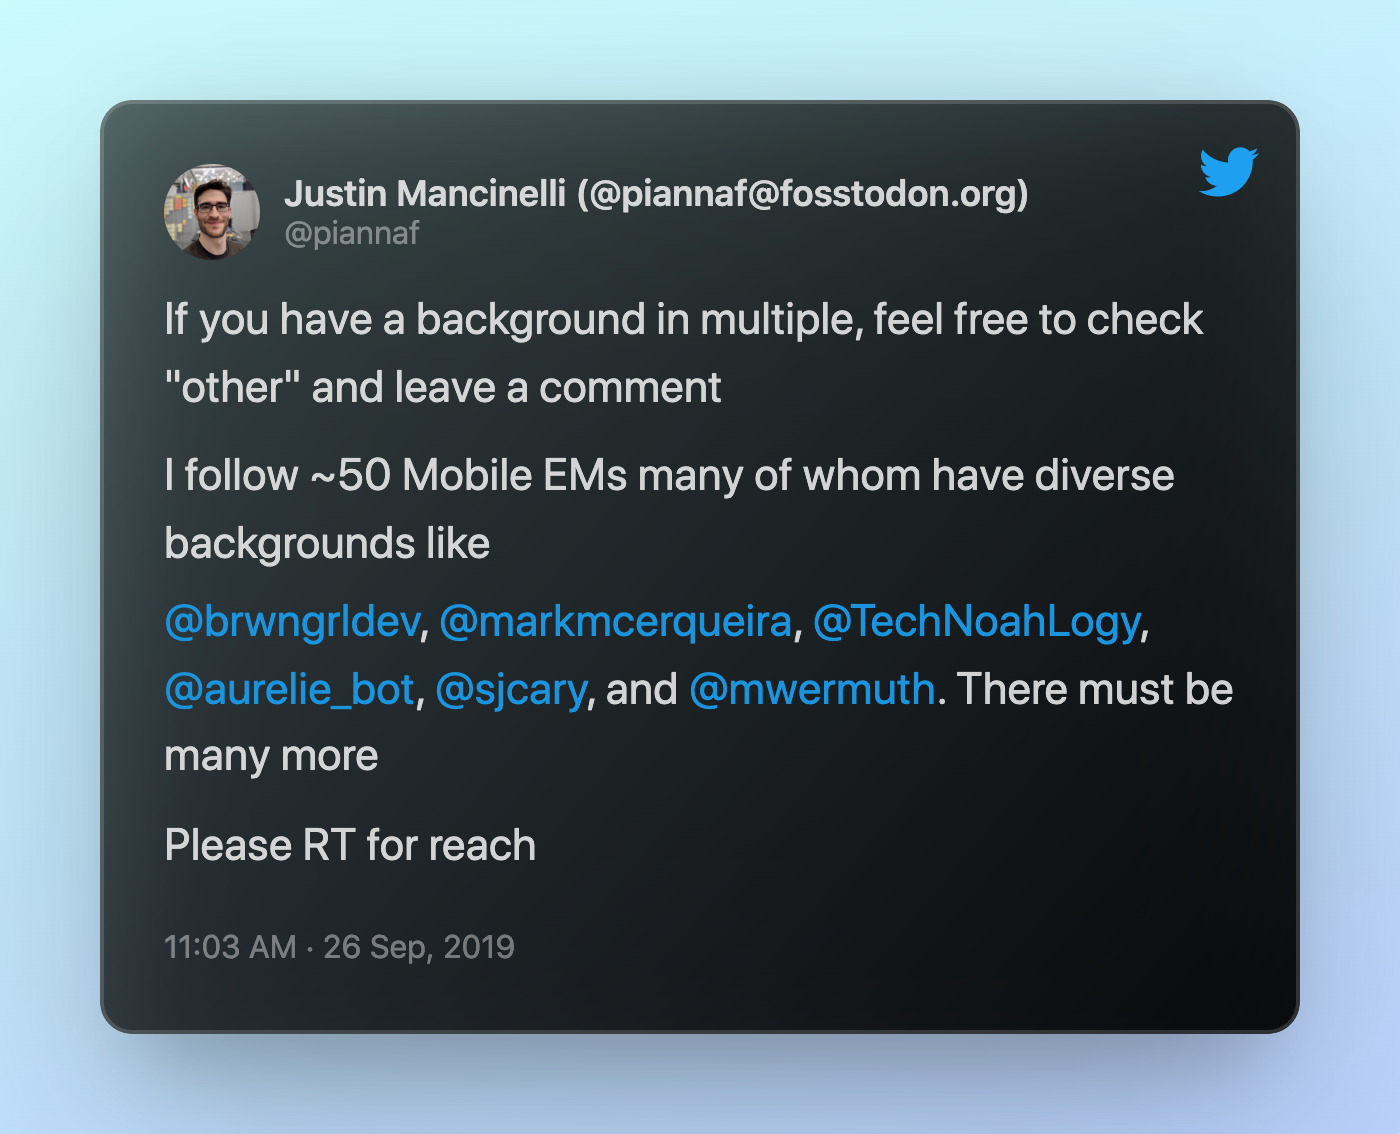 Justin Mancinelli (@piannaf@fosstodon.org)
@piannaf
If you have a background in multiple, feel free to check
"other" and leave a comment
I follow ~50 Mobile EMs many of whom have diverse
backgrounds like
@brwngrldev, @markmcerqueira, @TechNoahLogy,
@aurelie_bot, @sjcary, and @mwermuth. There must be
many more
Please RT for reach
11:03 AM · 26 Sep, 2019